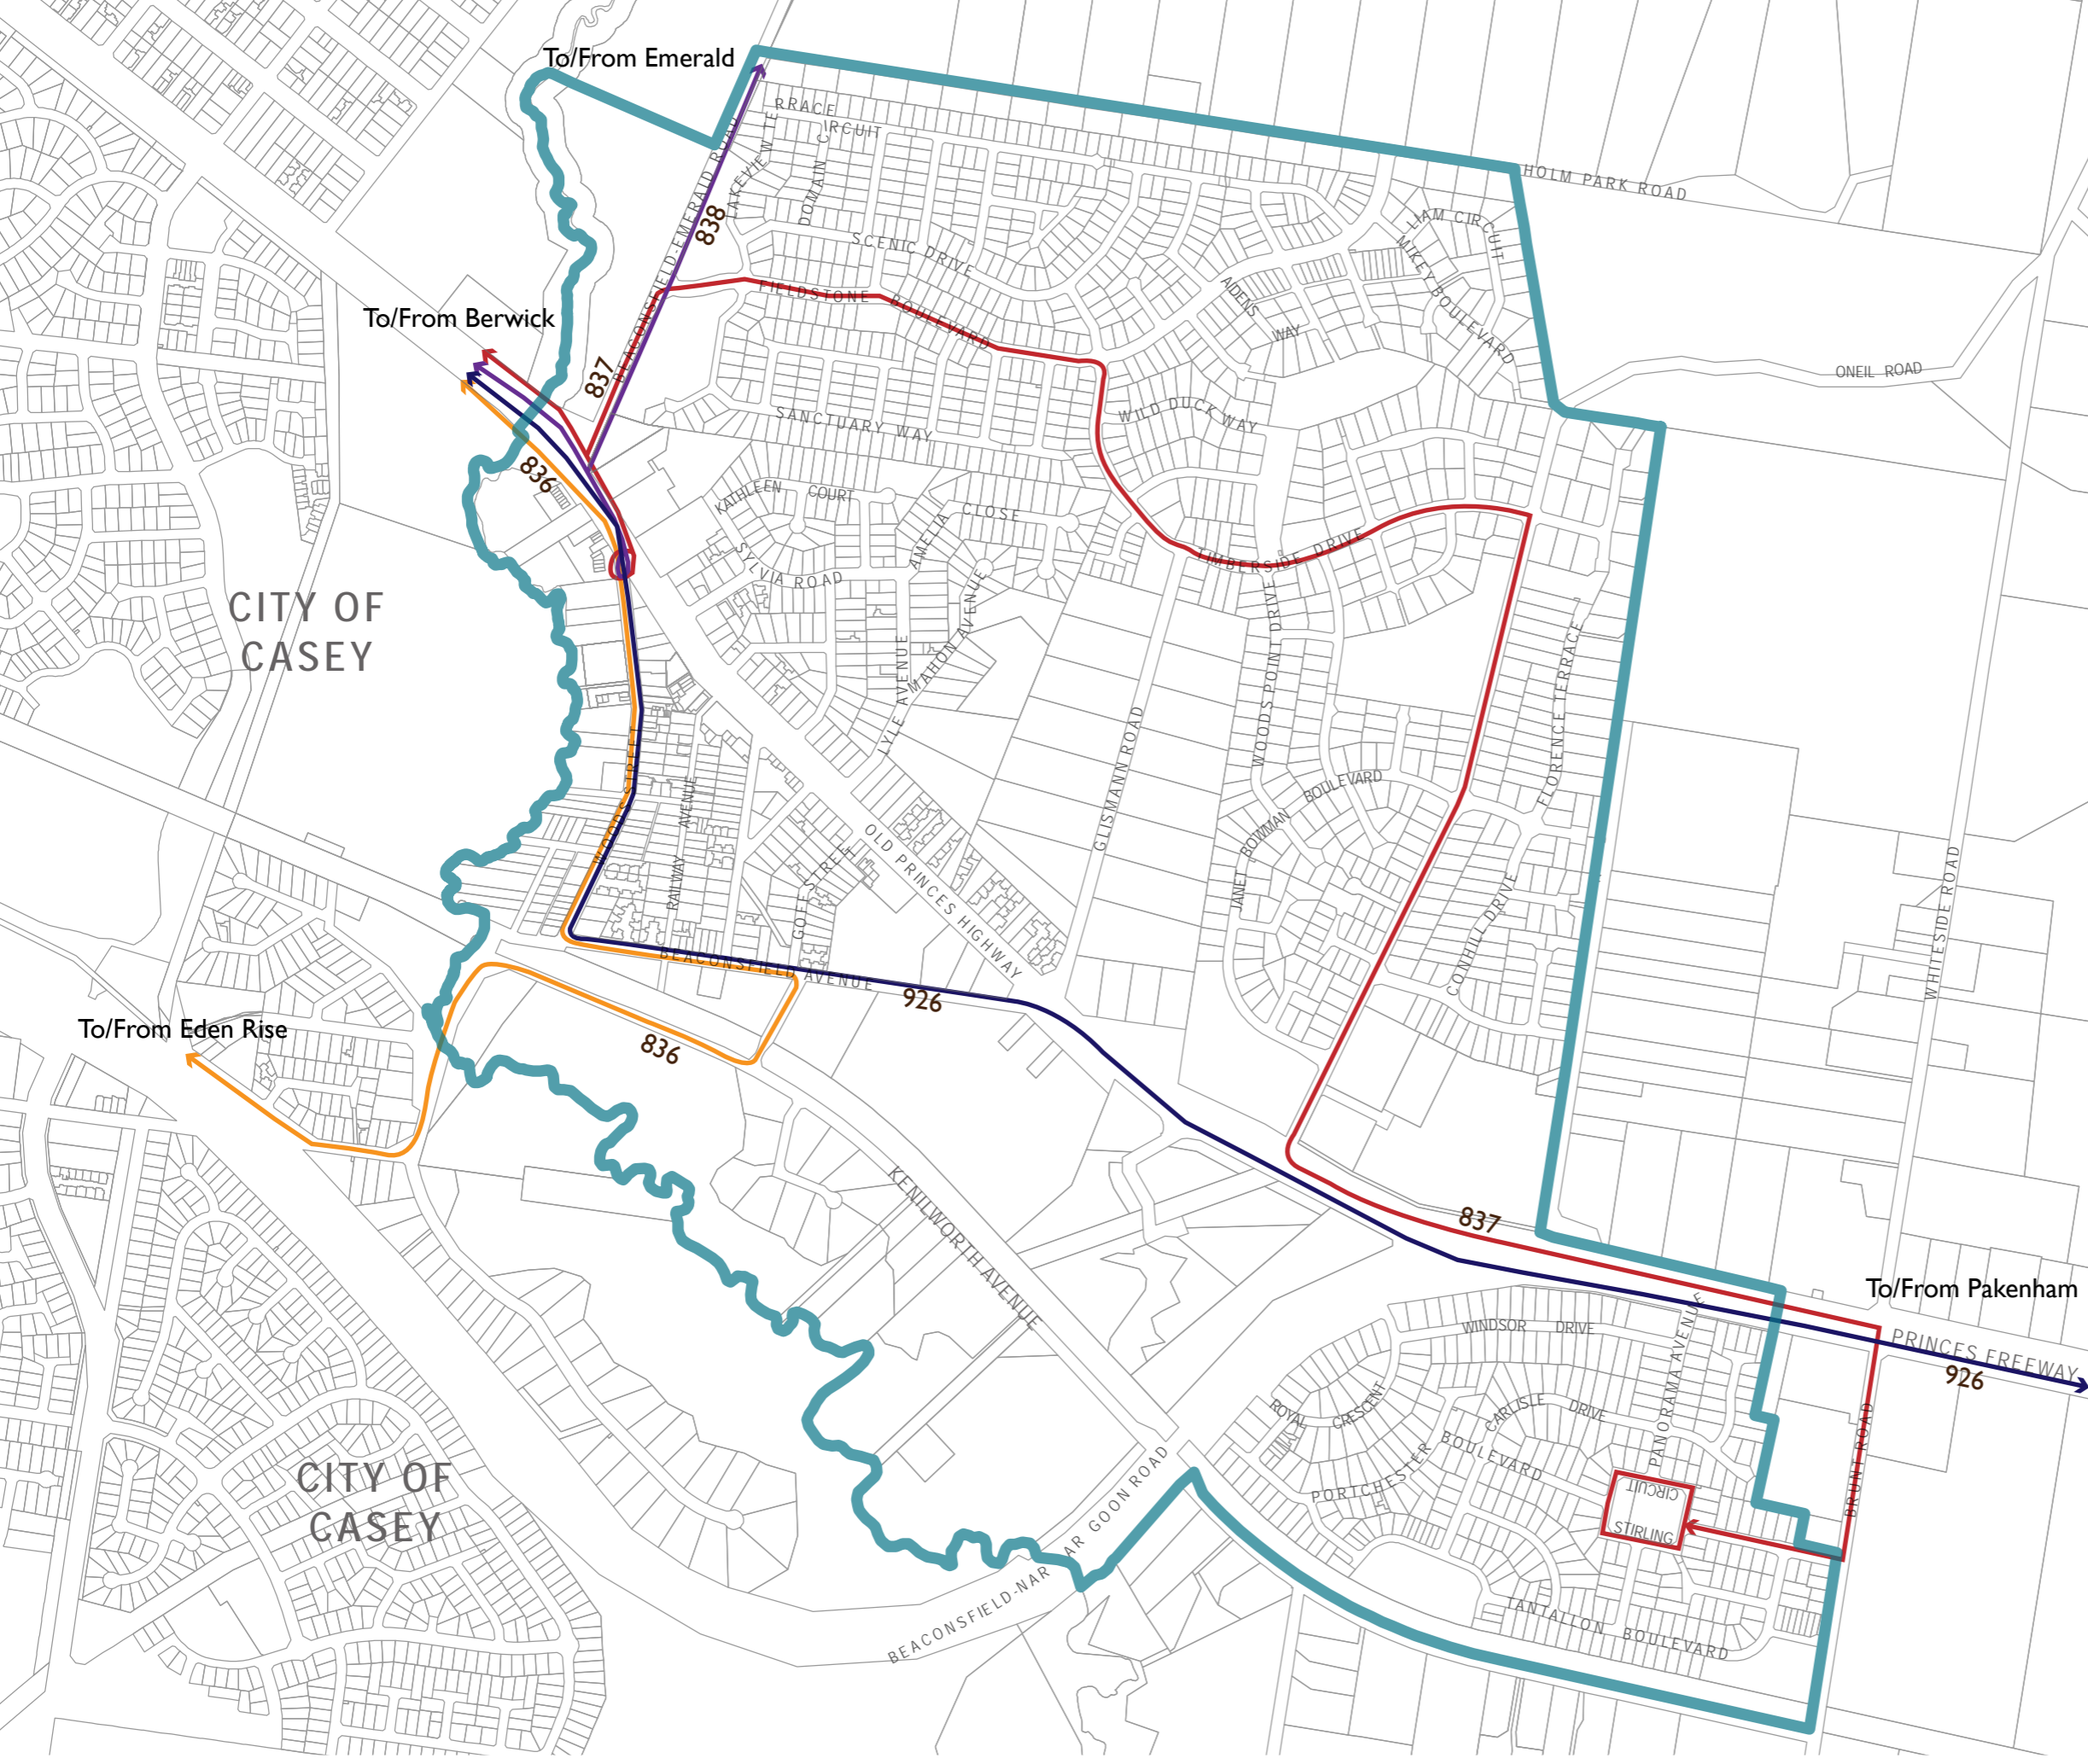 To/From Emerald
RRACE
IRCUIT
LAKEVIE
W
TE
DOMAIN C
BEACONSFIELD-EMERALD ROAD
838
HOLM PARK ROAD
LIAM CIRCUIT
MIKEY BOULEVARD
SCENIC DRIVE
AIDENS
WAY
FIELDSTONE BOULEVARD
To/From Berwick
837
ONEIL ROAD
WILD DUCK WAY
SANCTUARY WAY
836
KATHLEEN COURT
AMELIA CLOSE
SYLVIA ROAD
TIMBERSIDE DRIVE
CITY OF
CASEY
LYLE AVENUE
MAHON AVENUE
WOODS POINT DRIVE
FLORENCE TERRACE
GLISMANN ROAD
WOODS STREET
RAILWAY AVENUE
GOFF STREET
OLD PRINCES HIGHWAY
JANET BOWMAN BOULEVARD
CONHILL DRIVE
WHITESIDE ROAD
BEACONSFIELD AVENUE
926
836
To/From Eden Rise
KENILWORTH AVENUE
837
To/From Pakenham
PRINCES FREEWAY
926
WINDSOR DRIVE
PANORAMA AVENUE
ROYAL CRESCENT
CARLISLE DRIVE
PORTCHESTER BOULEVARD
BRUNT ROAD
CIRCUIT
STIRLING
CITY OF
CASEY
BEACONSFIELD-NAR NAR GOON ROAD
TANTALLON BOULEVARD